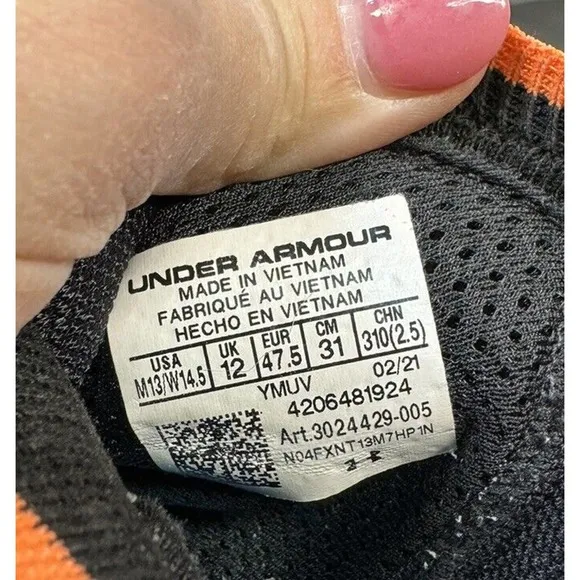 UNDER ARMOUR
MADE IN VIETNAM
FABRIQUÉ AU VIETNAM
HECHO EN VIETNAM
USA UK EUR CM CHN
M13/W14.5 12 47.5 31 310(2.5)
YMUV 02/21
4206481924
Art.3024429-005
N04FXNT13M7HP1N